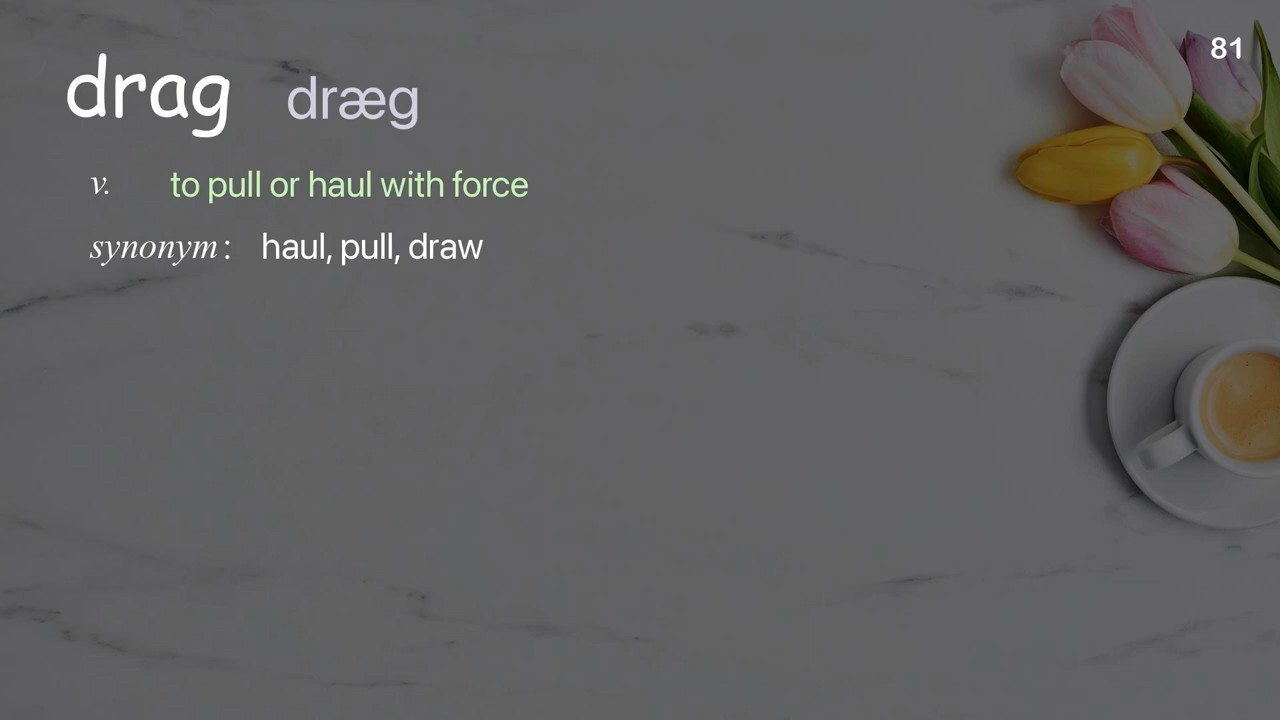 81
drag dræg
v. to pull or haul with force
synonym: haul, pull, draw